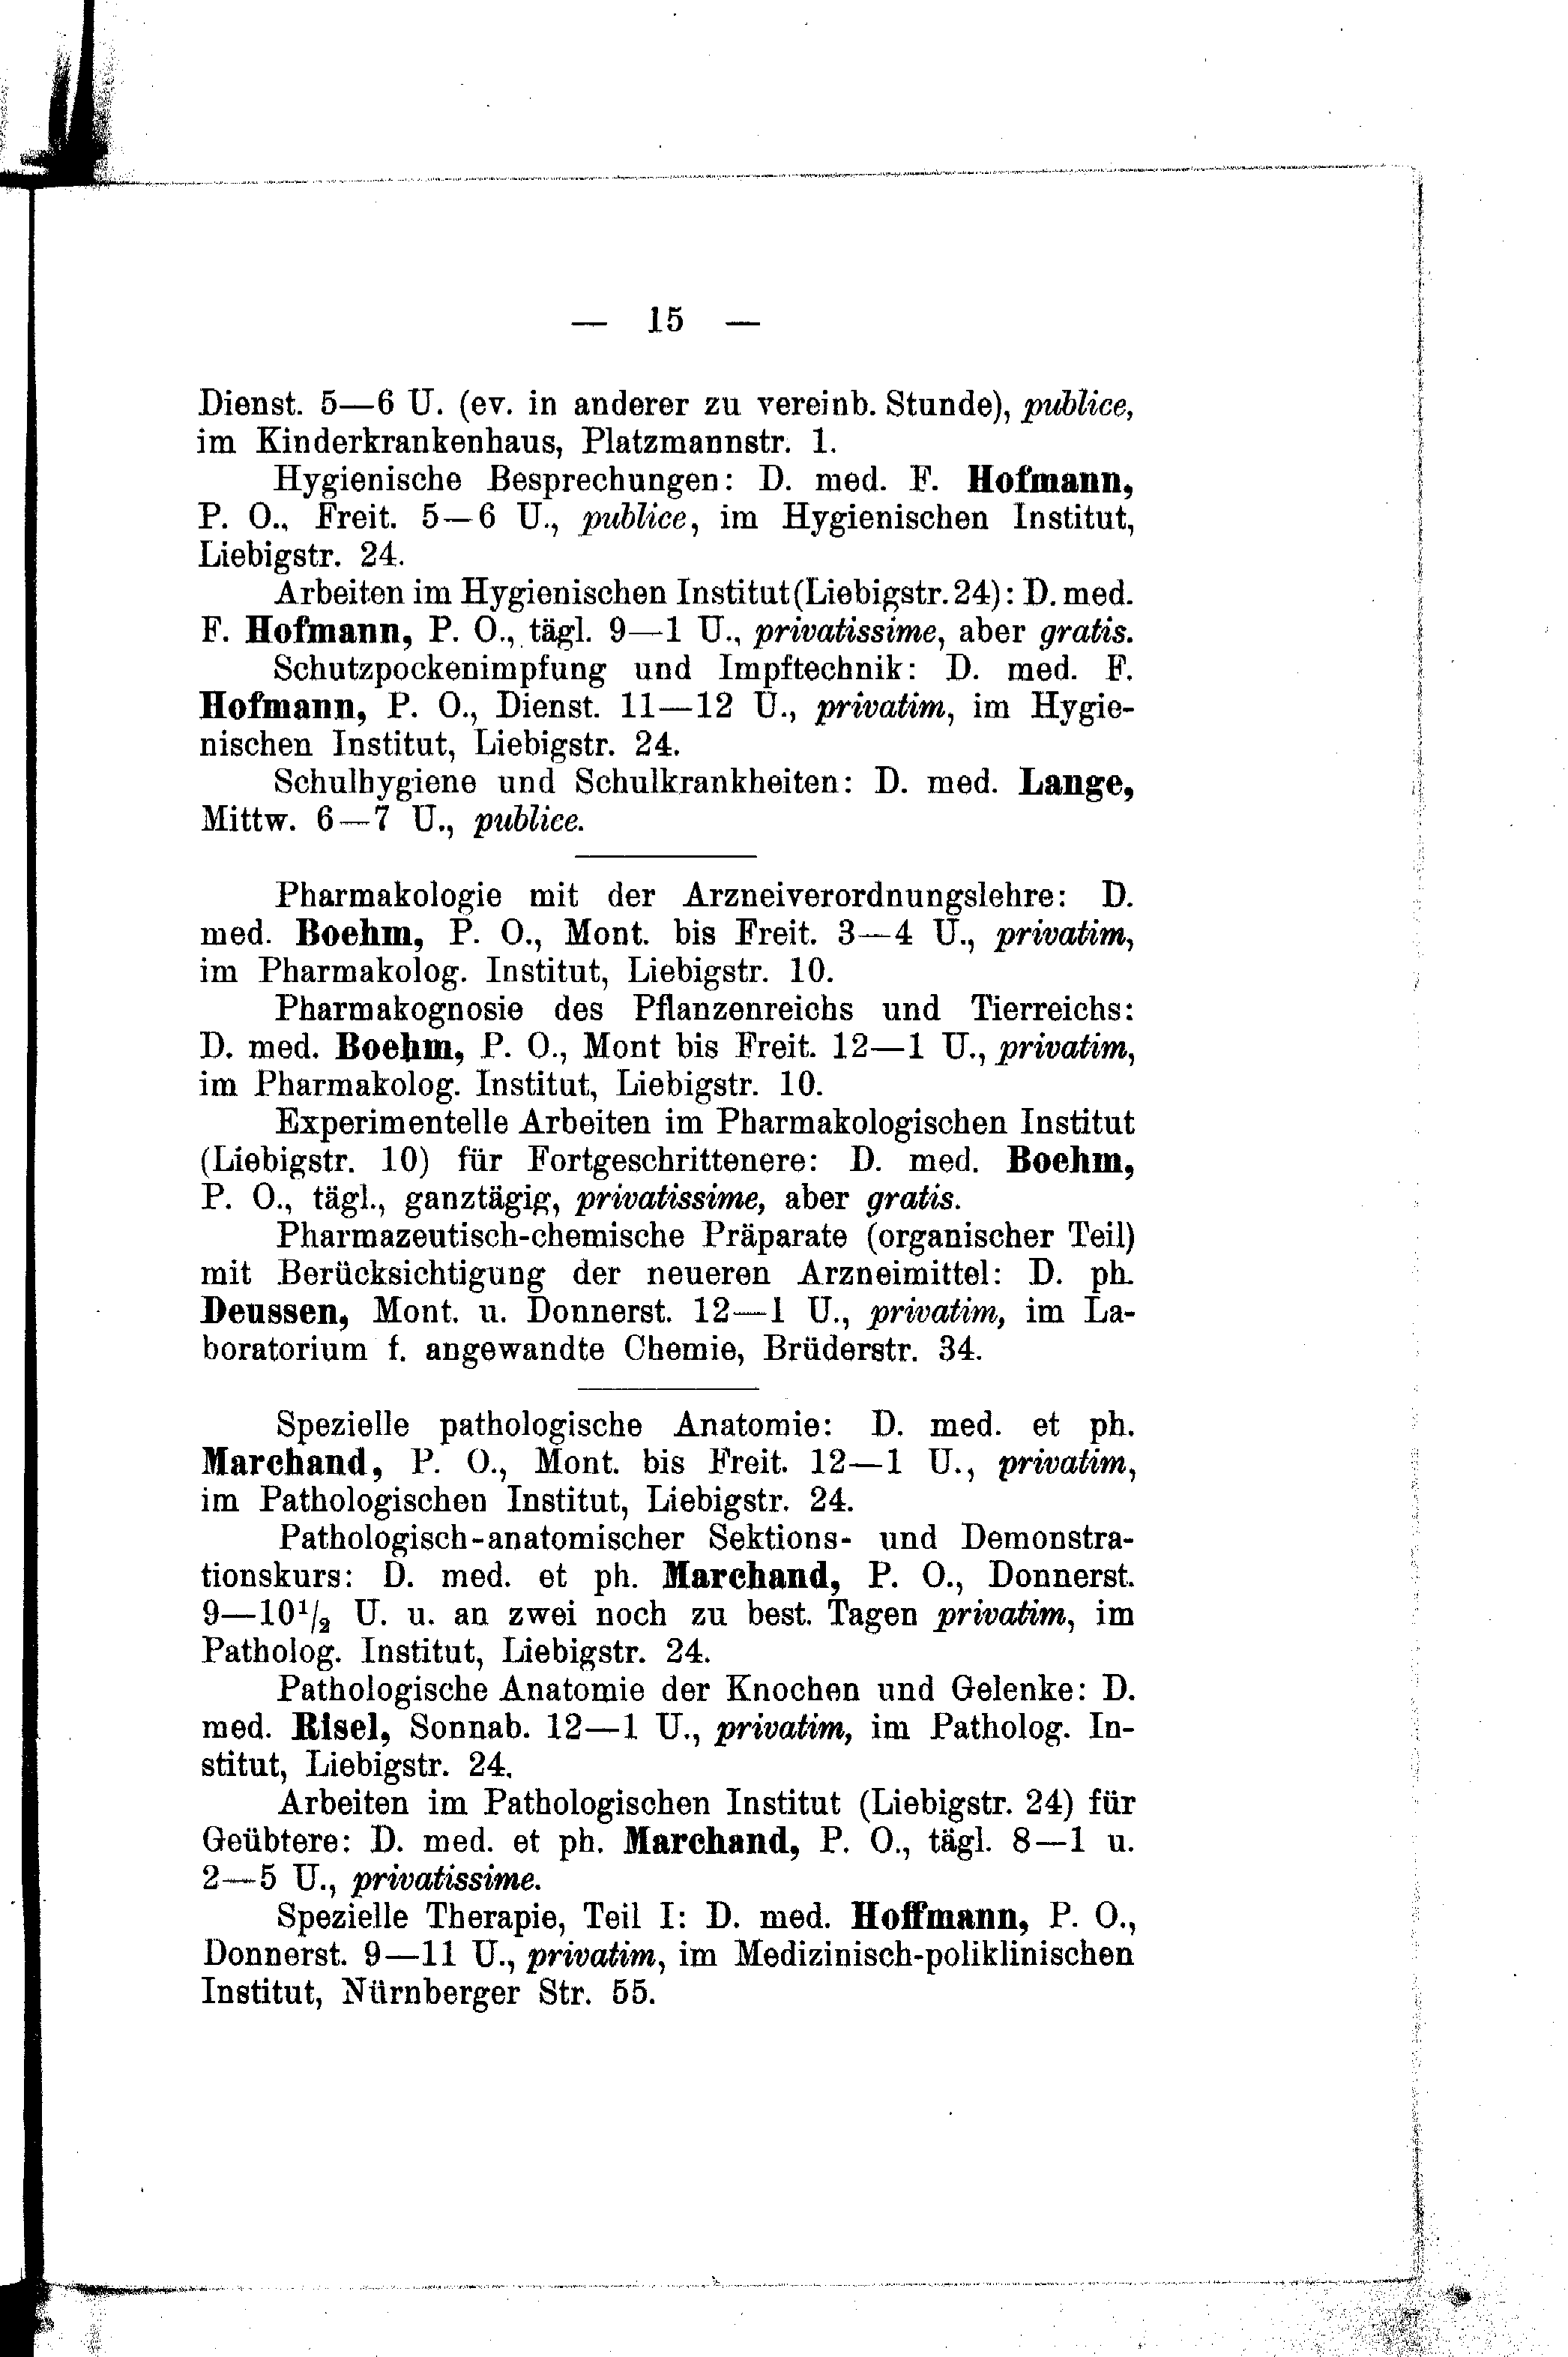 — 15 —
Dienst. 5—6 U. (ev. in anderer zu vereinb. Stunde), publice,
im Kinderkrankenhaus, Platzmannstr. 1.
Hygienische Besprechungen: D. med. F. Hofmann,
P. O., Freit. 5—6 U., publice, im Hygienischen Institut,
Liebigstr. 24.
Arbeiten im Hygienischen Institut (Liebigstr. 24): D. med.
F. Hofmann, P. O., tägl. 9—1 U., privatissime, aber gratis.
Schutzpockenimpfung und Impftechnik: D. med. F.
Hofmann, P. O., Dienst. 11—12 U., privatim, im Hygie-
nischen Institut, Liebigstr. 24.
Schulhygiene und Schulkrankheiten: D. med. Lange,
Mittw. 6—7 U., publice.
Pharmakologie mit der Arzneiverordnungslehre: D.
med. Boehm, P. O., Mont. bis Freit. 3—4 U., privatim,
im Pharmakolog. Institut, Liebigstr. 10.
Pharmakognosie des Pflanzenreichs und Tierreichs:
D. med. Boehm, P. O., Mont bis Freit. 12—1 U., privatim,
im Pharmakolog. Institut, Liebigstr. 10.
Experimentelle Arbeiten im Pharmakologischen Institut
(Liebigstr. 10) für Fortgeschrittenere: D. med. Boehm,
P. O., tägl., ganztägig, privatissime, aber gratis.
Pharmazeutisch-chemische Präparate (organischer Teil)
mit Berücksichtigung der neueren Arzneimittel: D. ph.
Deussen, Mont. u. Donnerst. 12—1 U., privatim, im La-
boratorium f. angewandte Chemie, Brüderstr. 34.
Spezielle pathologische Anatomie: D. med. et ph.
Marchand, P. O., Mont. bis Freit. 12—1 U., privatim,
im Pathologischen Institut, Liebigstr. 24.
Pathologisch-anatomischer Sektions- und Demonstra-
tionskurs: D. med. et ph. Marchand, P. O., Donnerst.
9—10½ U. u. an zwei noch zu best. Tagen privatim, im
Patholog. Institut, Liebigstr. 24.
Pathologische Anatomie der Knochen und Gelenke: D.
med. Risel, Sonnab. 12—1 U., privatim, im Patholog. In-
stitut, Liebigstr. 24.
Arbeiten im Pathologischen Institut (Liebigstr. 24) für
Geübtere: D. med. et ph. Marchand, P. O., tägl. 8—1 u.
2—5 U., privatissime.
Spezielle Therapie, Teil I: D. med. Hoffmann, P. O.,
Donnerst. 9—11 U., privatim, im Medizinisch-poliklinischen
Institut, Nürnberger Str. 55.